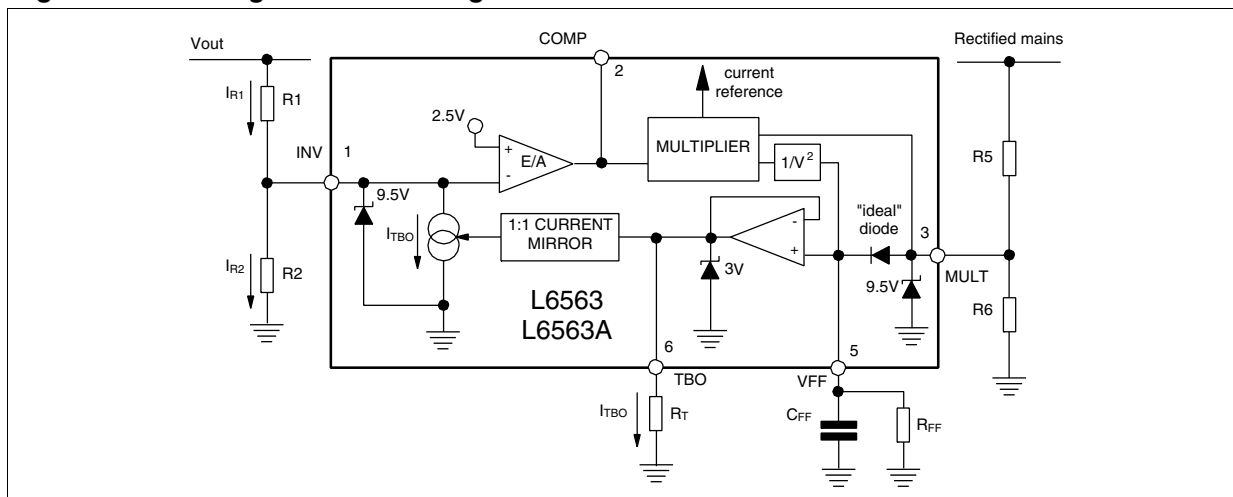 COMP
Vout
Rectified mains
2
current
reference
IR1
R1
2.5V
+
E/A
-
MULTIPLIER
1/V2
R5
INV
1
9.5V
ITBO
1:1 CURRENT
MIRROR
-
+
"ideal"
diode
3
MULT
3V
9.5V
IR2
R2
R6
L6563
L6563A
6
5
TBO
VFF
ITBO
RT
CFF
RFF